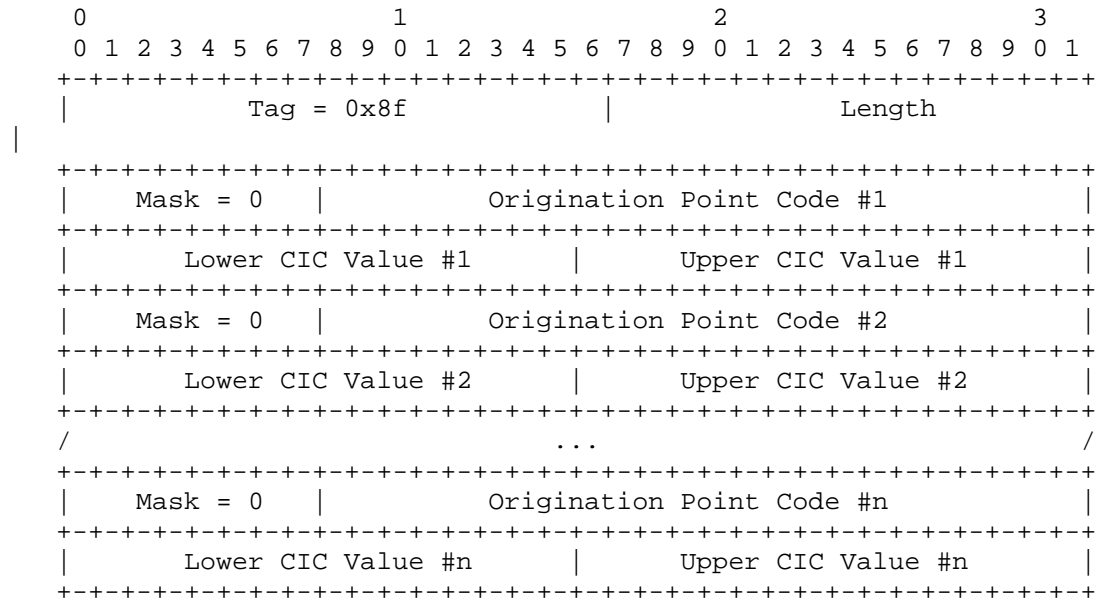 0                   1                   2                   3
    0 1 2 3 4 5 6 7 8 9 0 1 2 3 4 5 6 7 8 9 0 1 2 3 4 5 6 7 8 9 0 1
   +-+-+-+-+-+-+-+-+-+-+-+-+-+-+-+-+-+-+-+-+-+-+-+-+-+-+-+-+-+-+-+-+
   |           Tag = 0x8f            |              Length
|
   +-+-+-+-+-+-+-+-+-+-+-+-+-+-+-+-+-+-+-+-+-+-+-+-+-+-+-+-+-+-+-+-+
   |    Mask = 0   |          Origination Point Code #1            |
   +-+-+-+-+-+-+-+-+-+-+-+-+-+-+-+-+-+-+-+-+-+-+-+-+-+-+-+-+-+-+-+-+
   |       Lower CIC Value #1      |      Upper CIC Value #1       |
   +-+-+-+-+-+-+-+-+-+-+-+-+-+-+-+-+-+-+-+-+-+-+-+-+-+-+-+-+-+-+-+-+
   |    Mask = 0   |          Origination Point Code #2            |
   +-+-+-+-+-+-+-+-+-+-+-+-+-+-+-+-+-+-+-+-+-+-+-+-+-+-+-+-+-+-+-+-+
   |       Lower CIC Value #2      |      Upper CIC Value #2       |
   +-+-+-+-+-+-+-+-+-+-+-+-+-+-+-+-+-+-+-+-+-+-+-+-+-+-+-+-+-+-+-+-+
   /                              ...                              /
   +-+-+-+-+-+-+-+-+-+-+-+-+-+-+-+-+-+-+-+-+-+-+-+-+-+-+-+-+-+-+-+-+
   |    Mask = 0   |          Origination Point Code #n            |
   +-+-+-+-+-+-+-+-+-+-+-+-+-+-+-+-+-+-+-+-+-+-+-+-+-+-+-+-+-+-+-+-+
   |       Lower CIC Value #n      |      Upper CIC Value #n       |
   +-+-+-+-+-+-+-+-+-+-+-+-+-+-+-+-+-+-+-+-+-+-+-+-+-+-+-+-+-+-+-+-+